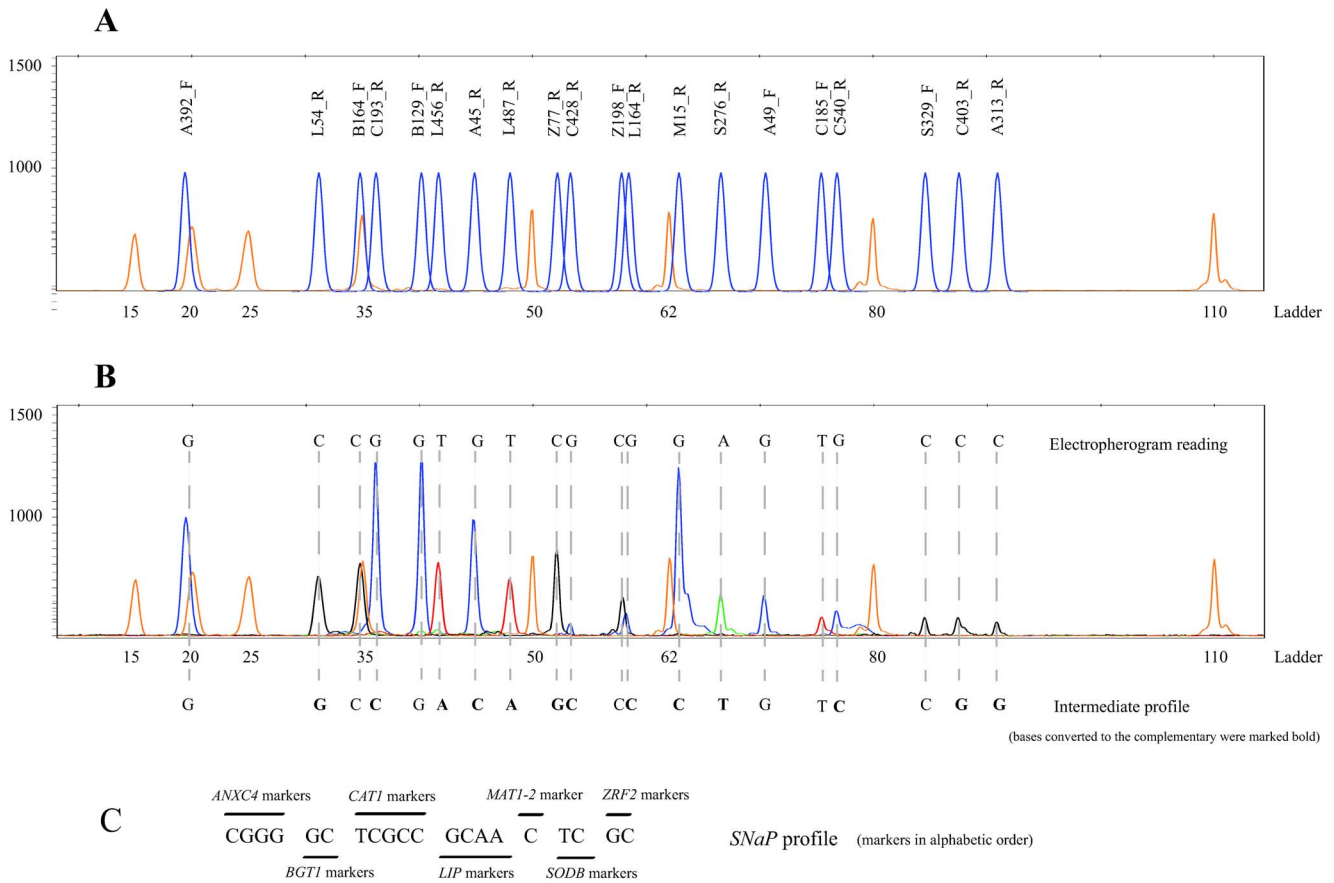 A
1500
1000
A392_F L54_R B164_F C193_R B129_F L456_R A45_R L487_R Z77_R C428_R Z198_F L164_R M15_R S276_R A49_F C185_F C540_R S329_F C403_R A313_R
15 20 25 35 50 62 80 110 Ladder
B
1500
1000
G C C G G T G T C G C G G A G T G C C C Electropherogram reading
15 20 25 35 50 62 80 110 Ladder
G G C C G A C A G C C C C T G T C C G G Intermediate profile
(bases converted to the complementary were marked bold)
C
ANXC4 markers CAT1 markers MAT1-2 marker ZRF2 markers
CGGG GC TCGCC GCAA C TC GC SNaP profile (markers in alphabetic order)
BGT1 markers LIP markers SODB markers